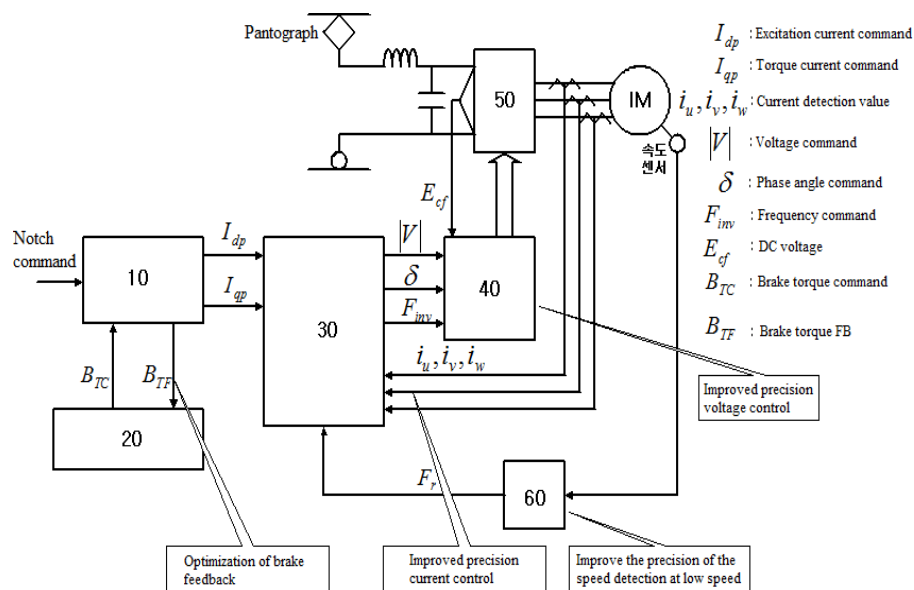 Pantograph
50
IM
속도
센서
I_dp : Excitation current command
I_qp : Torque current command
i_u, i_v, i_w : Current detection value
|V| : Voltage command
δ : Phase angle command
F_inv : Frequency command
E_cf : DC voltage
B_TC : Brake torque command
B_TF : Brake torque FB
E_cf
Notch
command
10
I_dp
I_qp
30
|V|
δ
F_inv
40
i_u, i_v, i_w
B_TC
B_TF
20
F_r
60
Improved precision
voltage control
Optimization of brake
feedback
Improved precision
current control
Improve the precision of the
speed detection at low speed